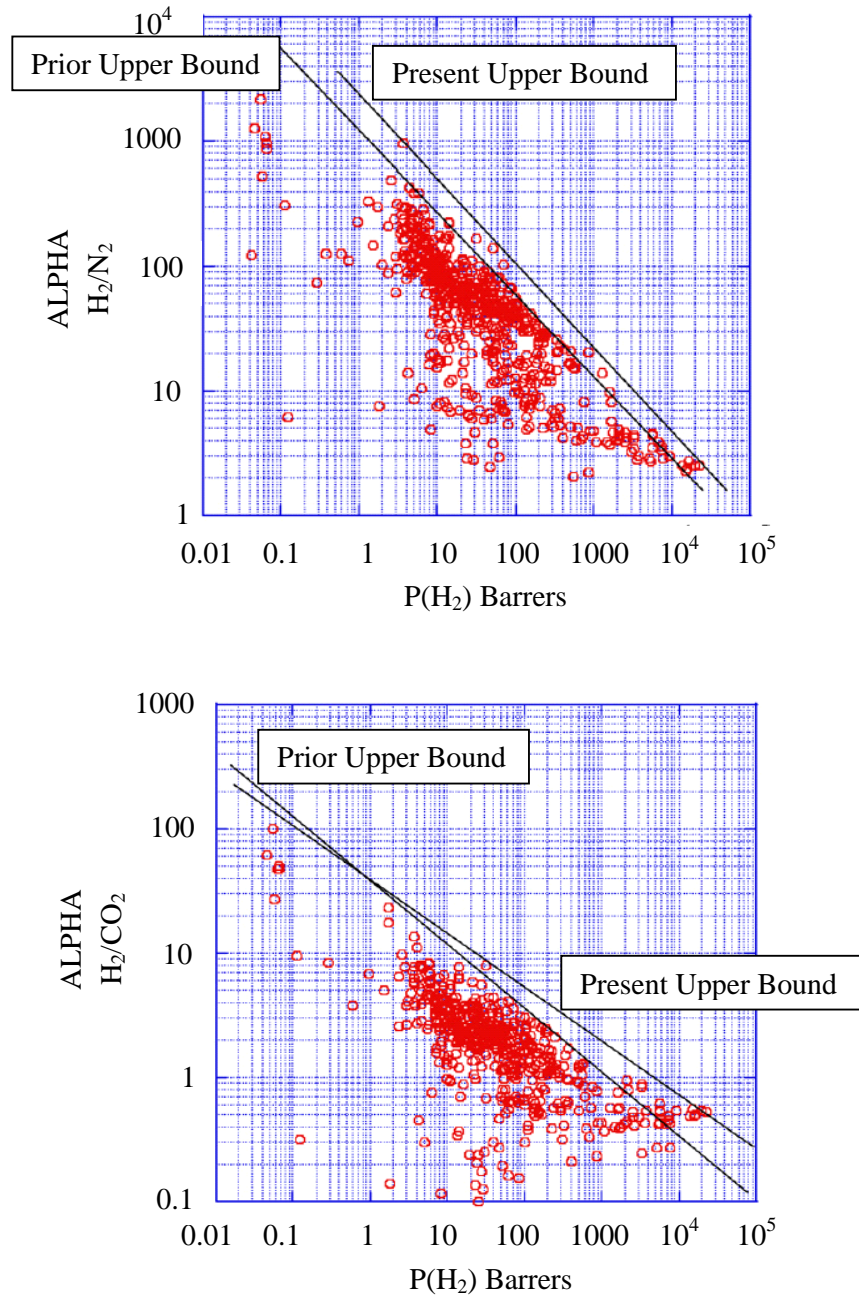 10⁴
Prior Upper Bound
Present Upper Bound
1000
100
10
1
ALPHA
H₂/N₂
0.01 0.1 1 10 100 1000 10⁴ 10⁵
P(H₂) Barrers
1000
Prior Upper Bound
100
10
Present Upper Bound
1
0.1
ALPHA
H₂/CO₂
0.01 0.1 1 10 100 1000 10⁴ 10⁵
P(H₂) Barrers